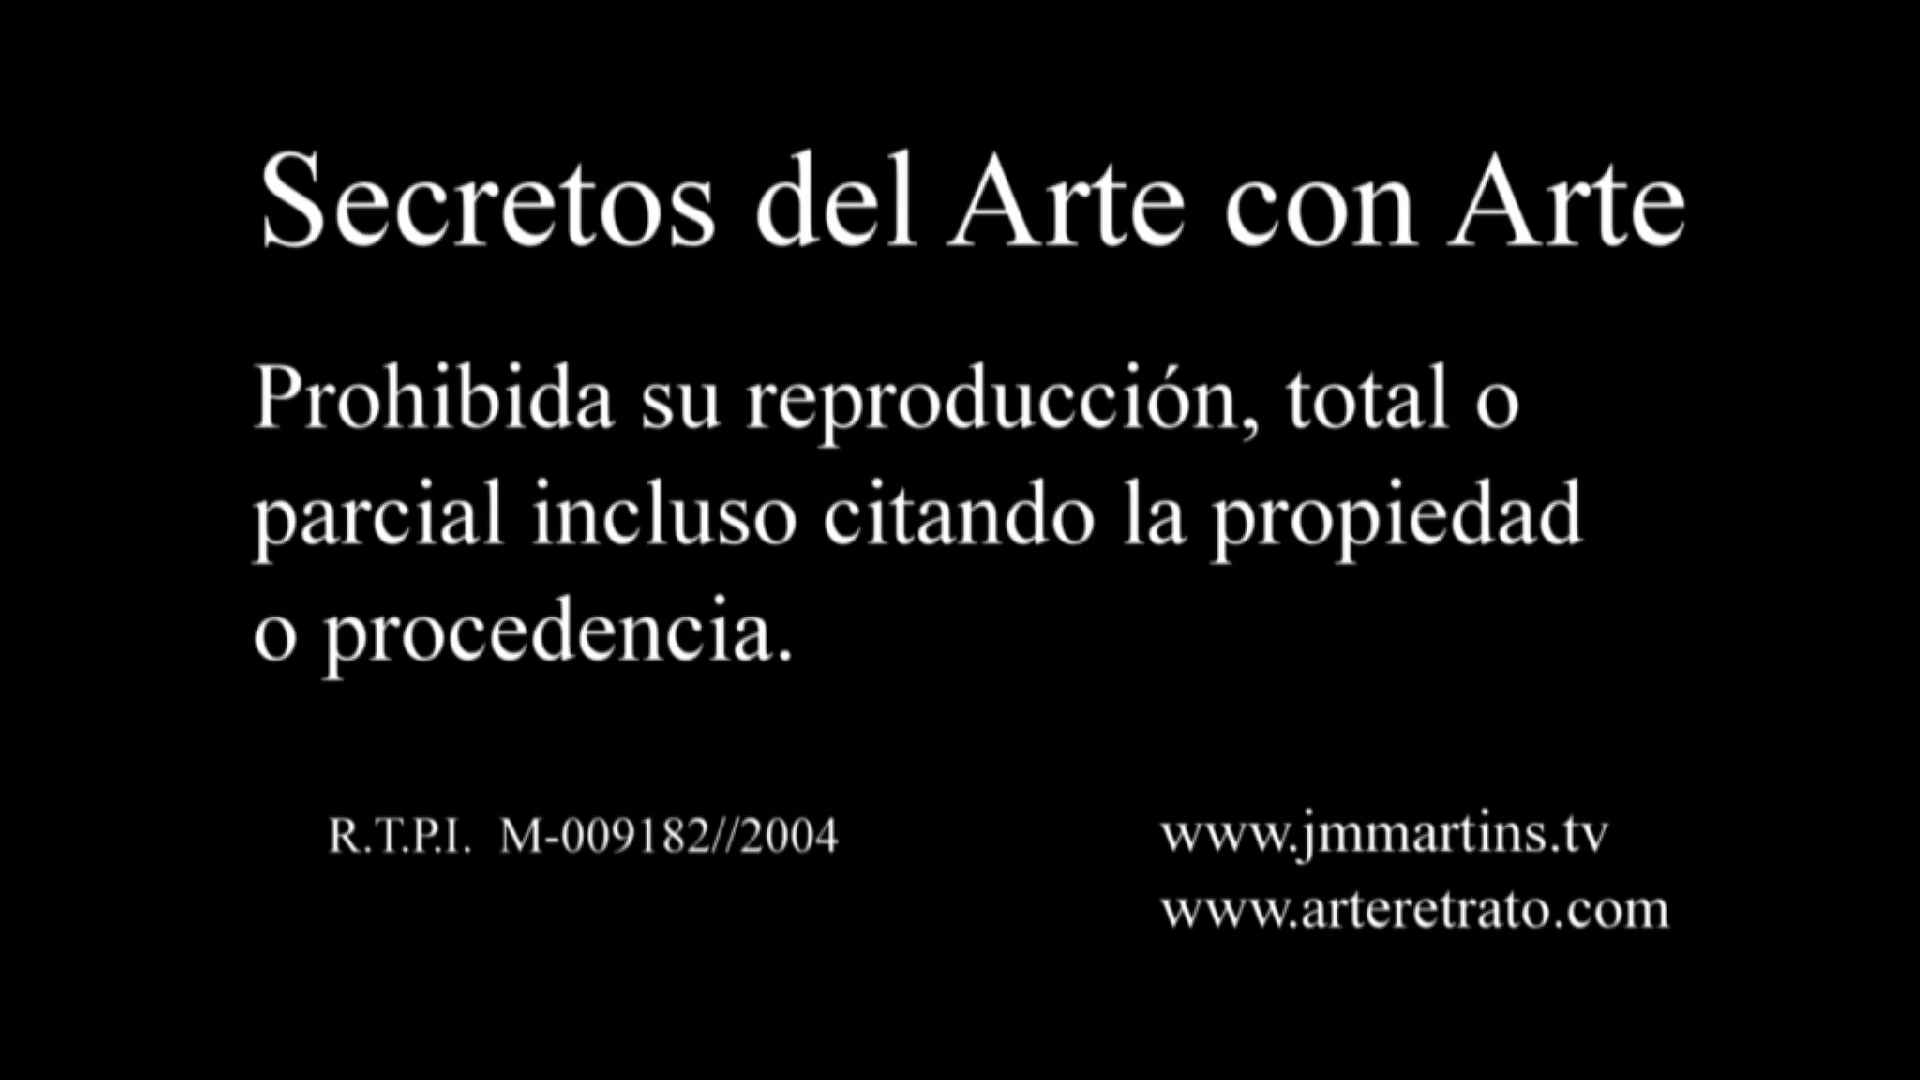 Secretos del Arte con Arte
Prohibida su reproducción, total o
parcial incluso citando la propiedad
o procedencia.
R.T.P.I.  M-009182//2004
www.jmmartins.tv
www.arteretrato.com